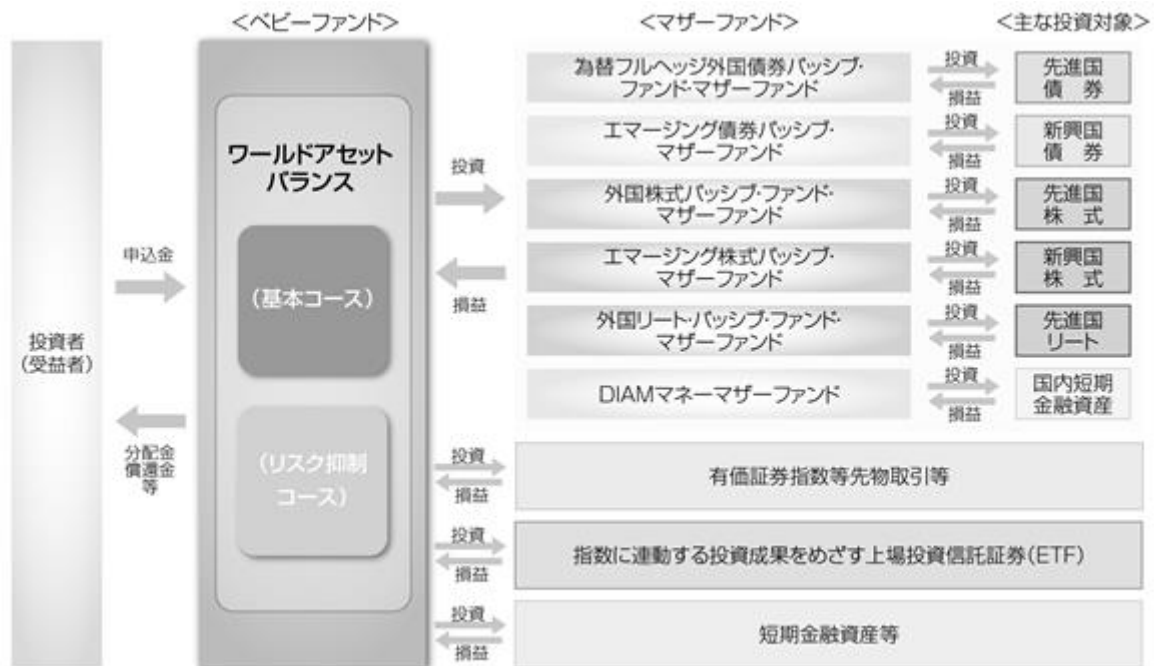 <ベビーファンド>
<マザーファンド>
<主な投資対象>
投資者
(受益者)
申込金
分配金
償還金
等
ワールドアセット
バランス
(基本コース)
(リスク抑制
コース)
投資
損益
為替フルヘッジ外国債券パッシブ・
ファンド・マザーファンド
投資
損益
先進国
債 券
エマージング債券パッシブ・
マザーファンド
投資
損益
新興国
債 券
外国株式パッシブ・ファンド・
マザーファンド
投資
損益
先進国
株 式
エマージング株式パッシブ・
マザーファンド
投資
損益
新興国
株 式
外国リート・パッシブ・ファンド・
マザーファンド
投資
損益
先進国
リート
DIAMマネーマザーファンド
投資
損益
国内短期
金融資産
投資
損益
有価証券指数等先物取引等
投資
損益
指数に連動する投資成果をめざす上場投資信託証券(ETF)
投資
損益
短期金融資産等